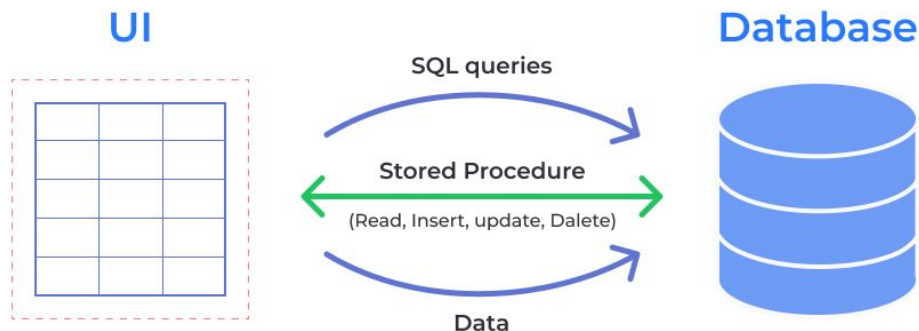 UI
Database
SQL queries
Stored Procedure
(Read, Insert, update, Dalete)
Data